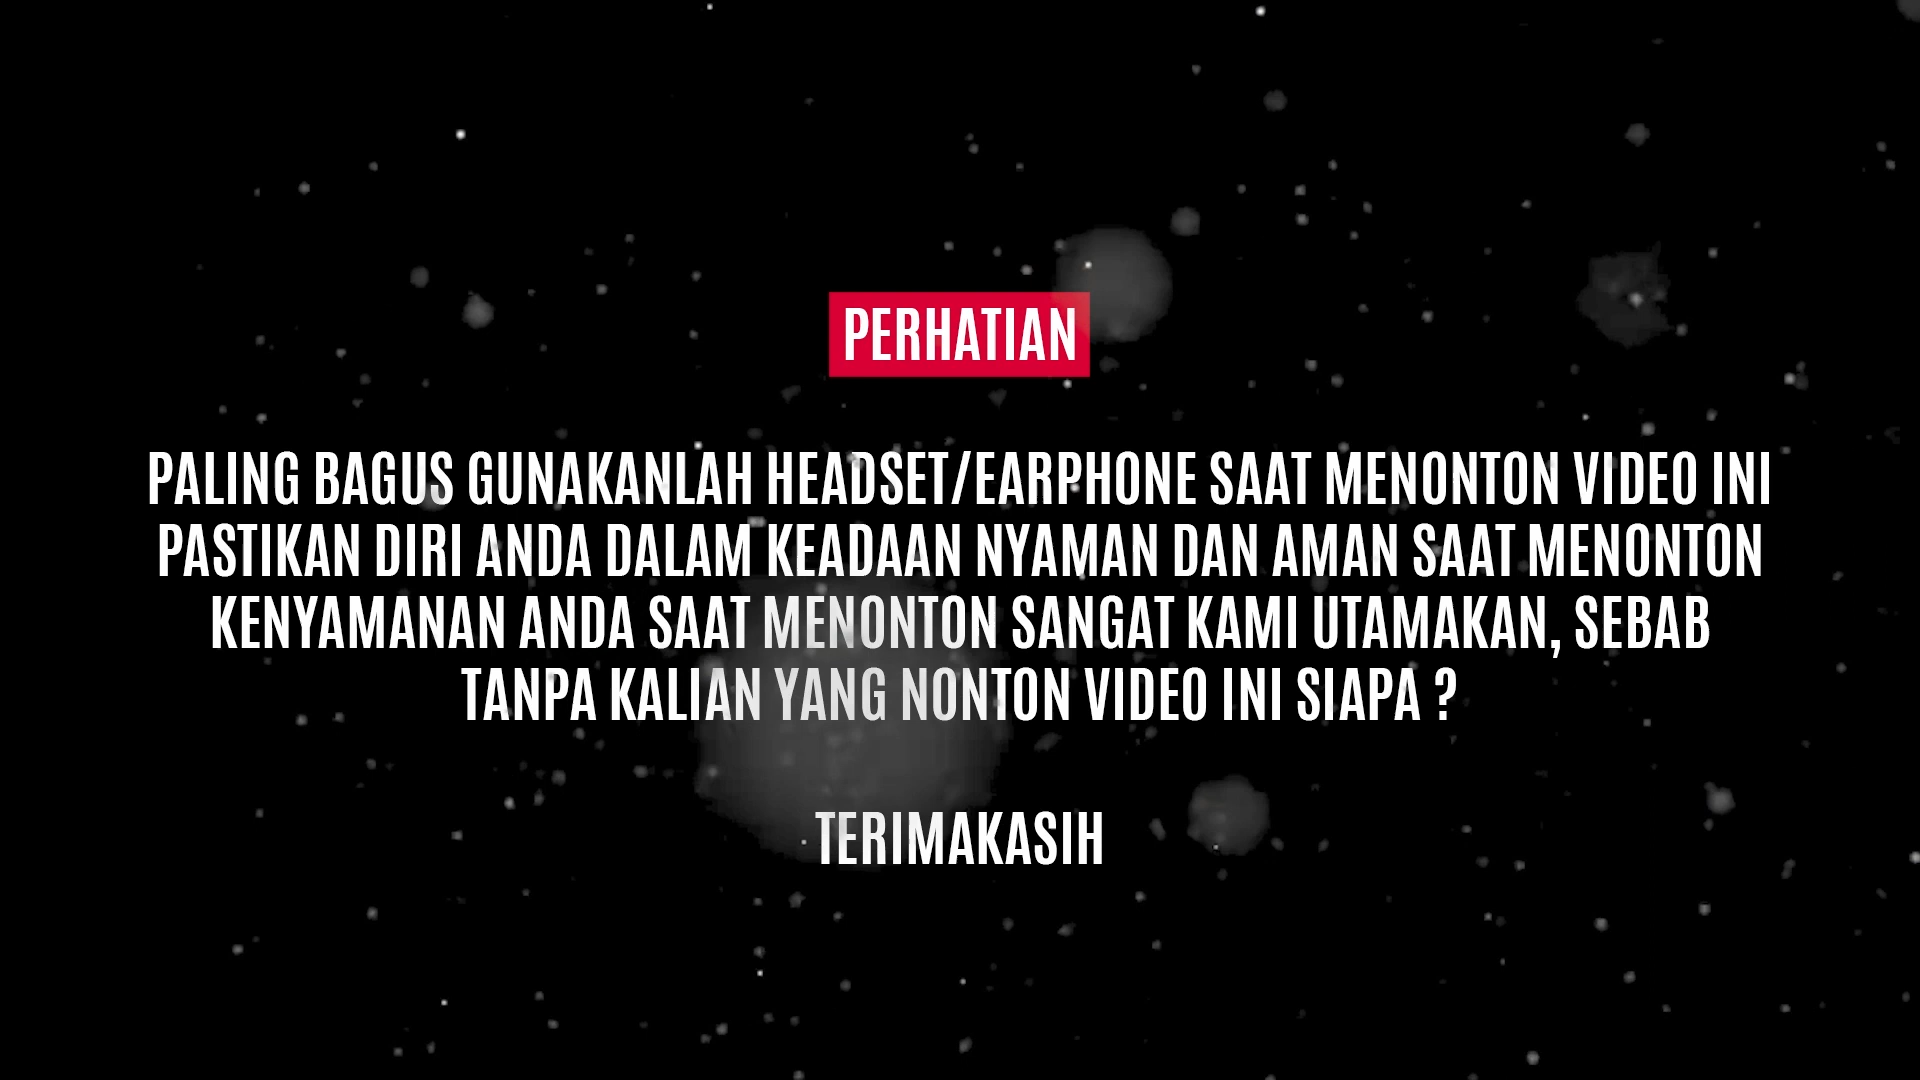 PERHATIAN
PALING BAGUS GUNAKANLAH HEADSET/EARPHONE SAAT MENONTON VIDEO INI
PASTIKAN DIRI ANDA DALAM KEADAAN NYAMAN DAN AMAN SAAT MENONTON
KENYAMANAN ANDA SAAT MENONTON SANGAT KAMI UTAMAKAN, SEBAB
TANPA KALIAN YANG NONTON VIDEO INI SIAPA ?
TERIMAKASIH